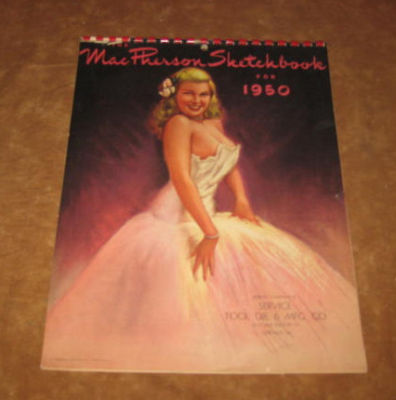 MacPherson Sketchbook
FOR
1950
SERVICE
TOOL DIE & MFG. CO